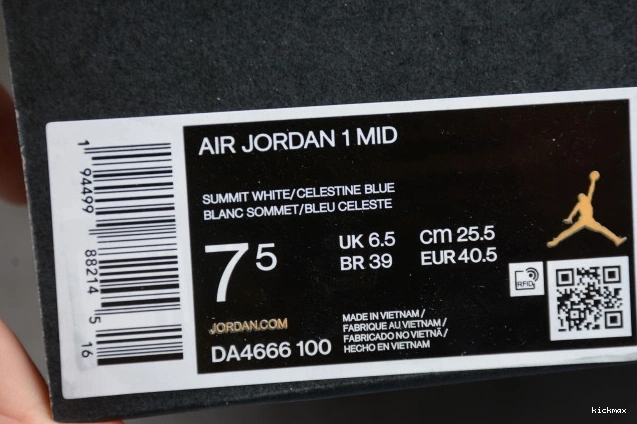 AIR JORDAN 1 MID
SUMMIT WHITE/CELESTINE BLUE
BLANC SOMMET/BLEU CELESTE
7⁵
UK 6.5 cm 25.5
BR 39 EUR 40.5
RFID
JORDAN.COM
DA4666 100
MADE IN VIETNAM /
FABRIQUE AU VIETNAM /
FABRICADO NO VIETNÃ /
HECHO EN VIETNAM
1 94499 88214 5 16
kickmax